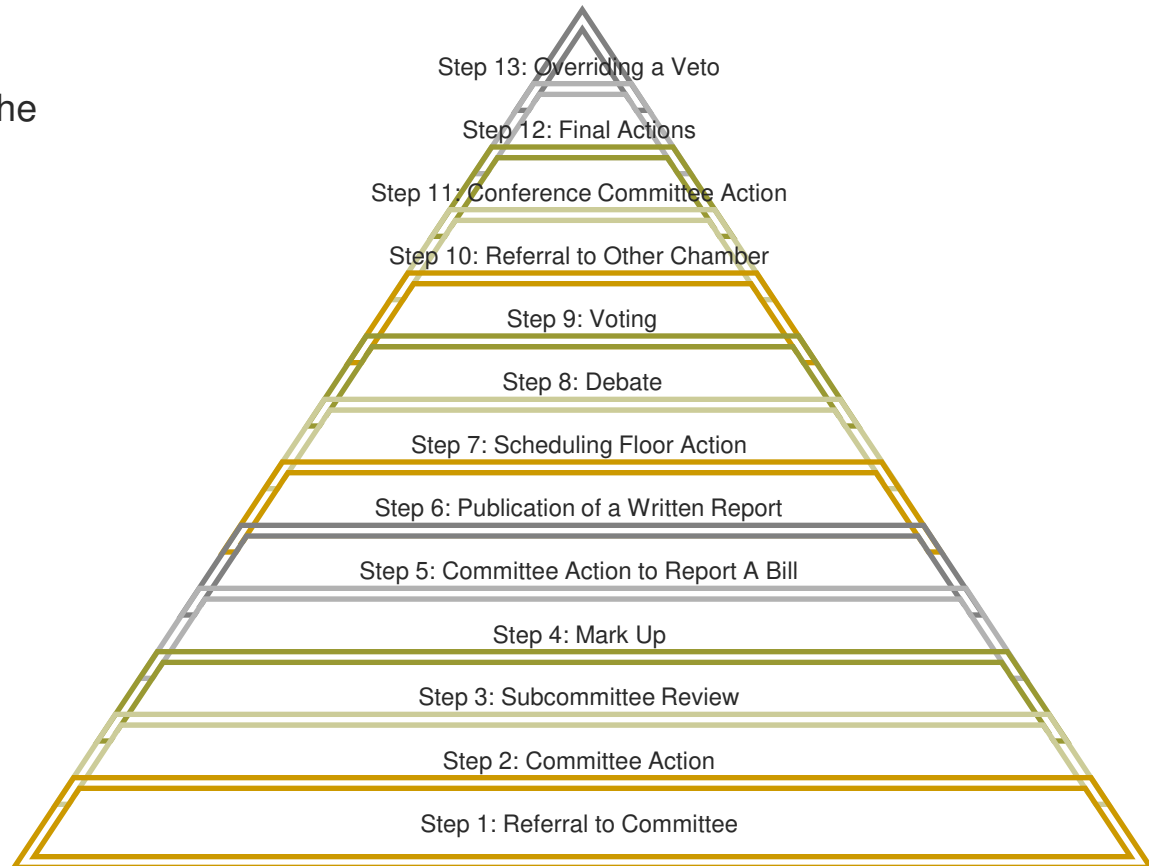 Step 13: Overriding a Veto
he
Step 12: Final Actions
Step 11: Conference Committee Action
Step 10: Referral to Other Chamber
Step 9: Voting
Step 8: Debate
Step 7: Scheduling Floor Action
Step 6: Publication of a Written Report
Step 5: Committee Action to Report A Bill
Step 4: Mark Up
Step 3: Subcommittee Review
Step 2: Committee Action
Step 1: Referral to Committee